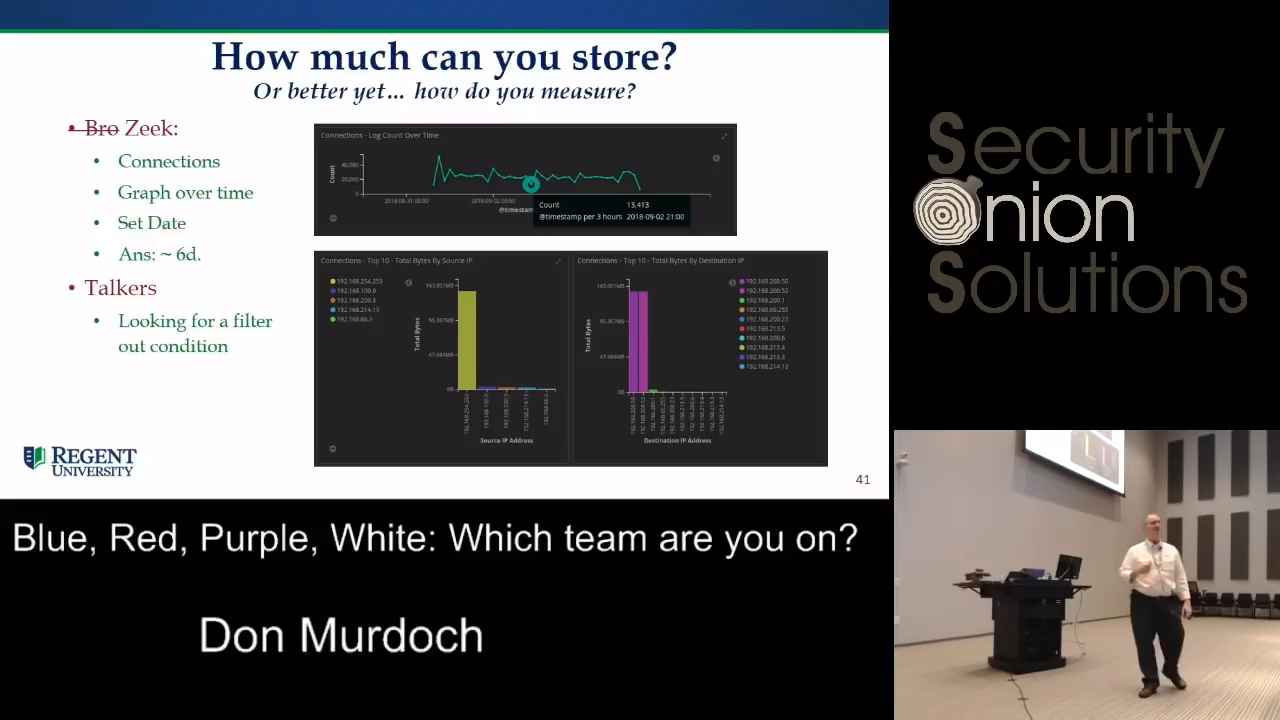 How much can you store?
Or better yet… how do you measure?
• Bro Zeek:
• Connections
• Graph over time
• Set Date
• Ans: ~ 6d.
• Talkers
• Looking for a filter
out condition
Connections - Log Count Over Time
Count
40,000
20,000
0
2018-08-31 00:00
2018-09-02 00:00
@timestam
Count 13,413
@timestamp per 3 hours 2018-09-02 21:00
Connections - Top 10 - Total Bytes By Source IP
192.168.254.253
192.168.100.9
192.168.200.3
192.168.214.13
192.168.66.3
Total Bytes
143.051MB
95.367MB
47.684MB
0B
Source IP Address
Connections - Top 10 - Total Bytes By Destination IP
Total Bytes
143.051MB
95.367MB
47.684MB
0B
Destination IP Address
192.168.200.50
192.168.200.52
192.168.200.1
192.168.66.255
192.168.200.23
192.168.213.5
192.168.200.6
192.168.213.4
192.168.213.3
192.168.214.13
REGENT
UNIVERSITY
41
Security
Onion
Solutions
Blue, Red, Purple, White: Which team are you on?
Don Murdoch